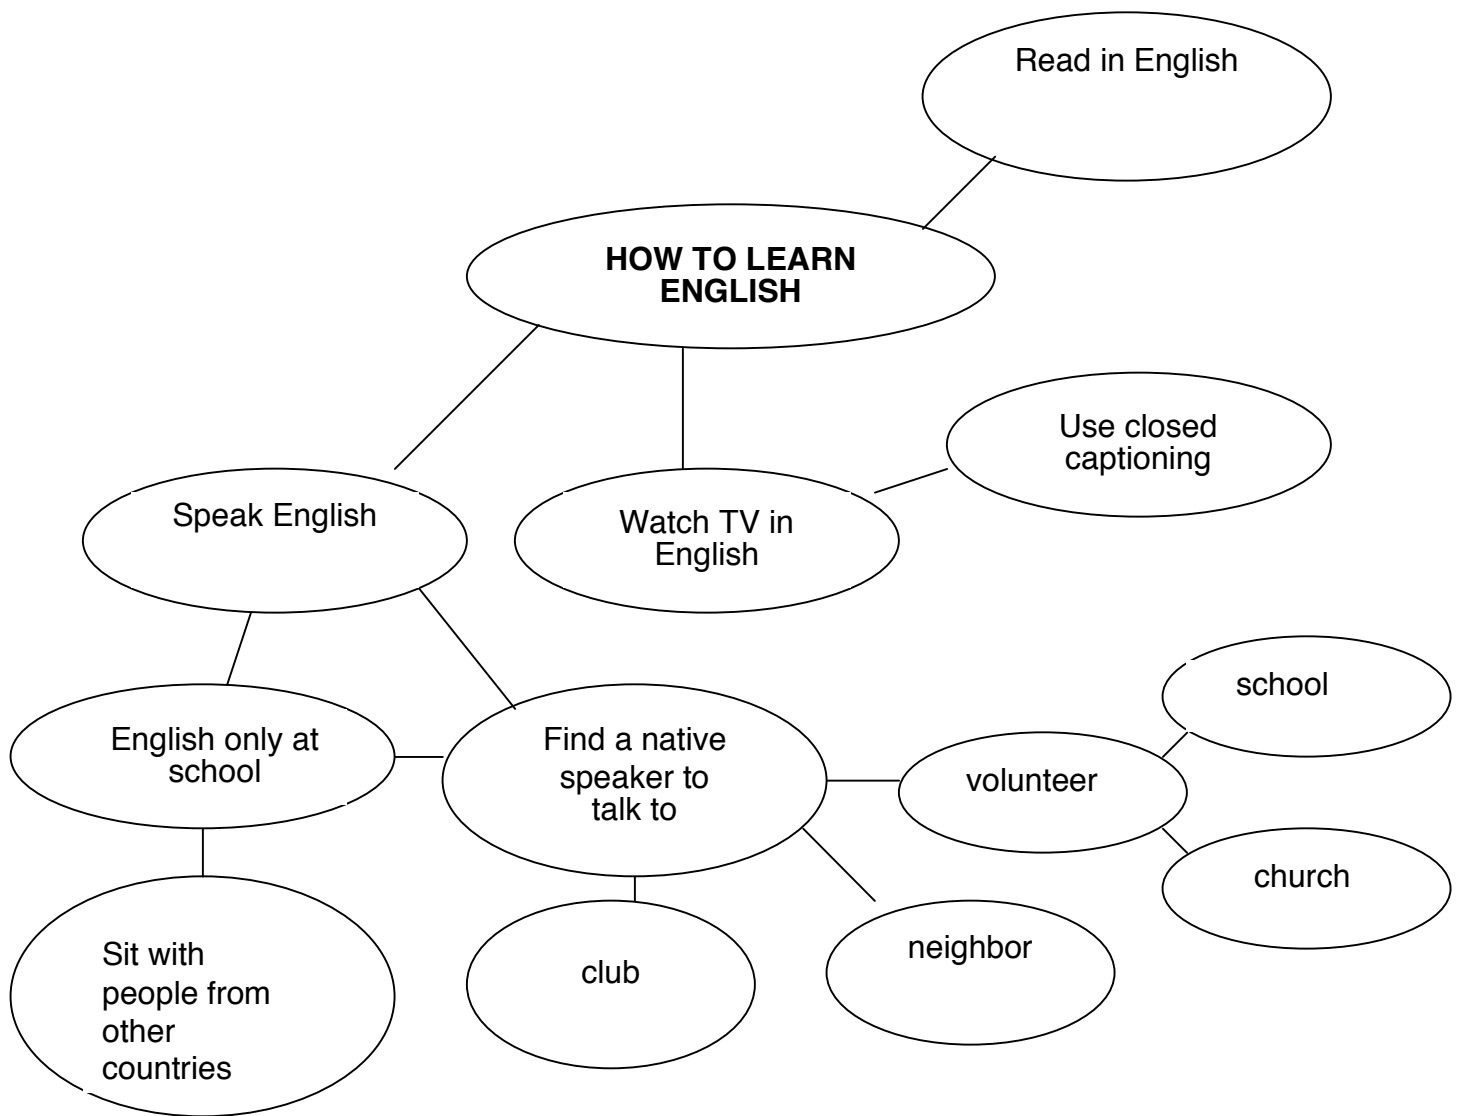 Read in English
HOW TO LEARN
ENGLISH
Use closed
captioning
Speak English
Watch TV in
English
English only at
school
Find a native
speaker to
talk to
volunteer
school
church
Sit with
people from
other
countries
club
neighbor